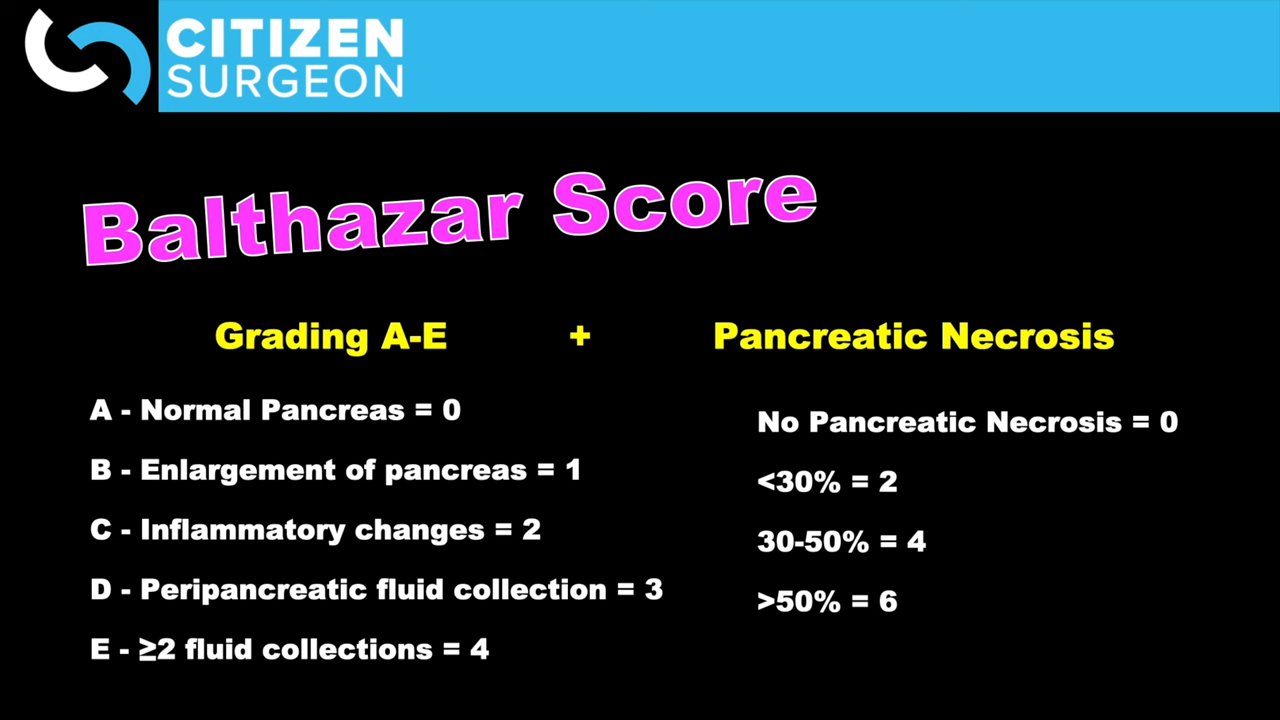 CITIZEN
SURGEON
Balthazar Score
Grading A-E + Pancreatic Necrosis
A - Normal Pancreas = 0
B - Enlargement of pancreas = 1
C - Inflammatory changes = 2
D - Peripancreatic fluid collection = 3
E - ≥2 fluid collections = 4
No Pancreatic Necrosis = 0
<30% = 2
30-50% = 4
>50% = 6